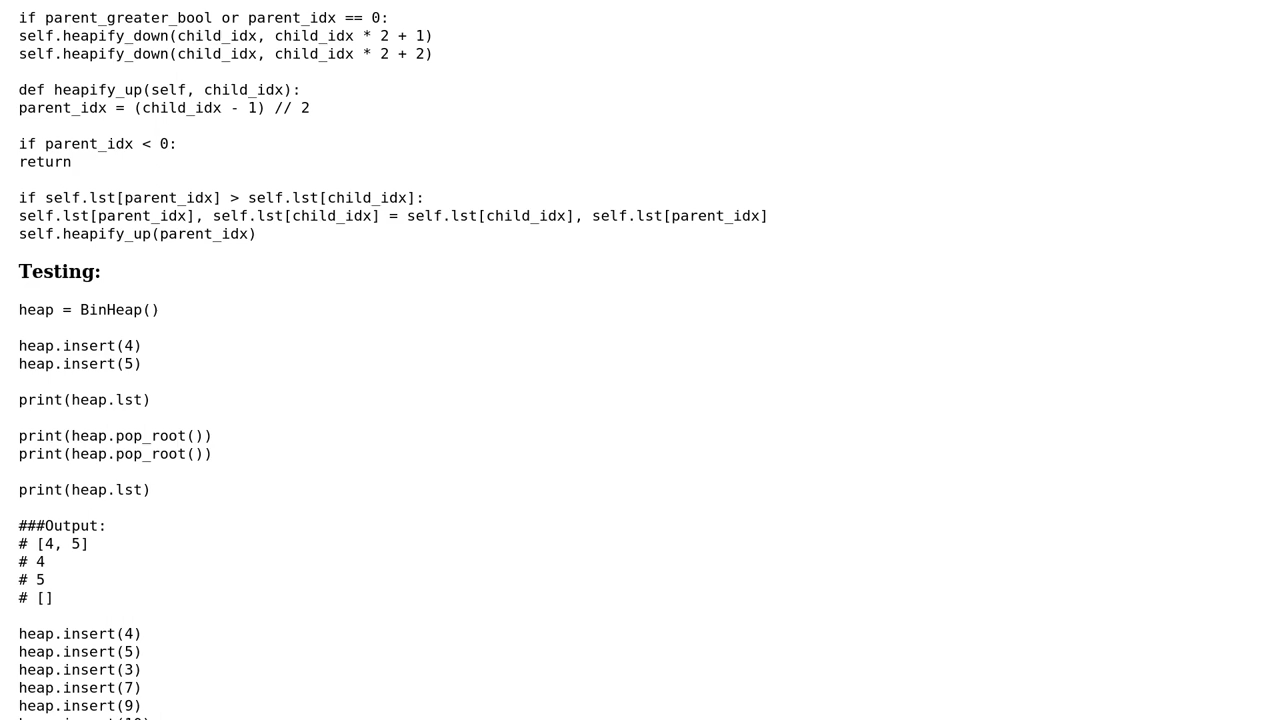 if parent_greater_bool or parent_idx == 0:
self.heapify_down(child_idx, child_idx * 2 + 1)
self.heapify_down(child_idx, child_idx * 2 + 2)
def heapify_up(self, child_idx):
parent_idx = (child_idx - 1) // 2
if parent_idx < 0:
return
if self.lst[parent_idx] > self.lst[child_idx]:
self.lst[parent_idx], self.lst[child_idx] = self.lst[child_idx], self.lst[parent_idx]
self.heapify_up(parent_idx)
Testing:
heap = BinHeap()
heap.insert(4)
heap.insert(5)
print(heap.lst)
print(heap.pop_root())
print(heap.pop_root())
print(heap.lst)
###Output:
# [4, 5]
# 4
# 5
# []
heap.insert(4)
heap.insert(5)
heap.insert(3)
heap.insert(7)
heap.insert(9)